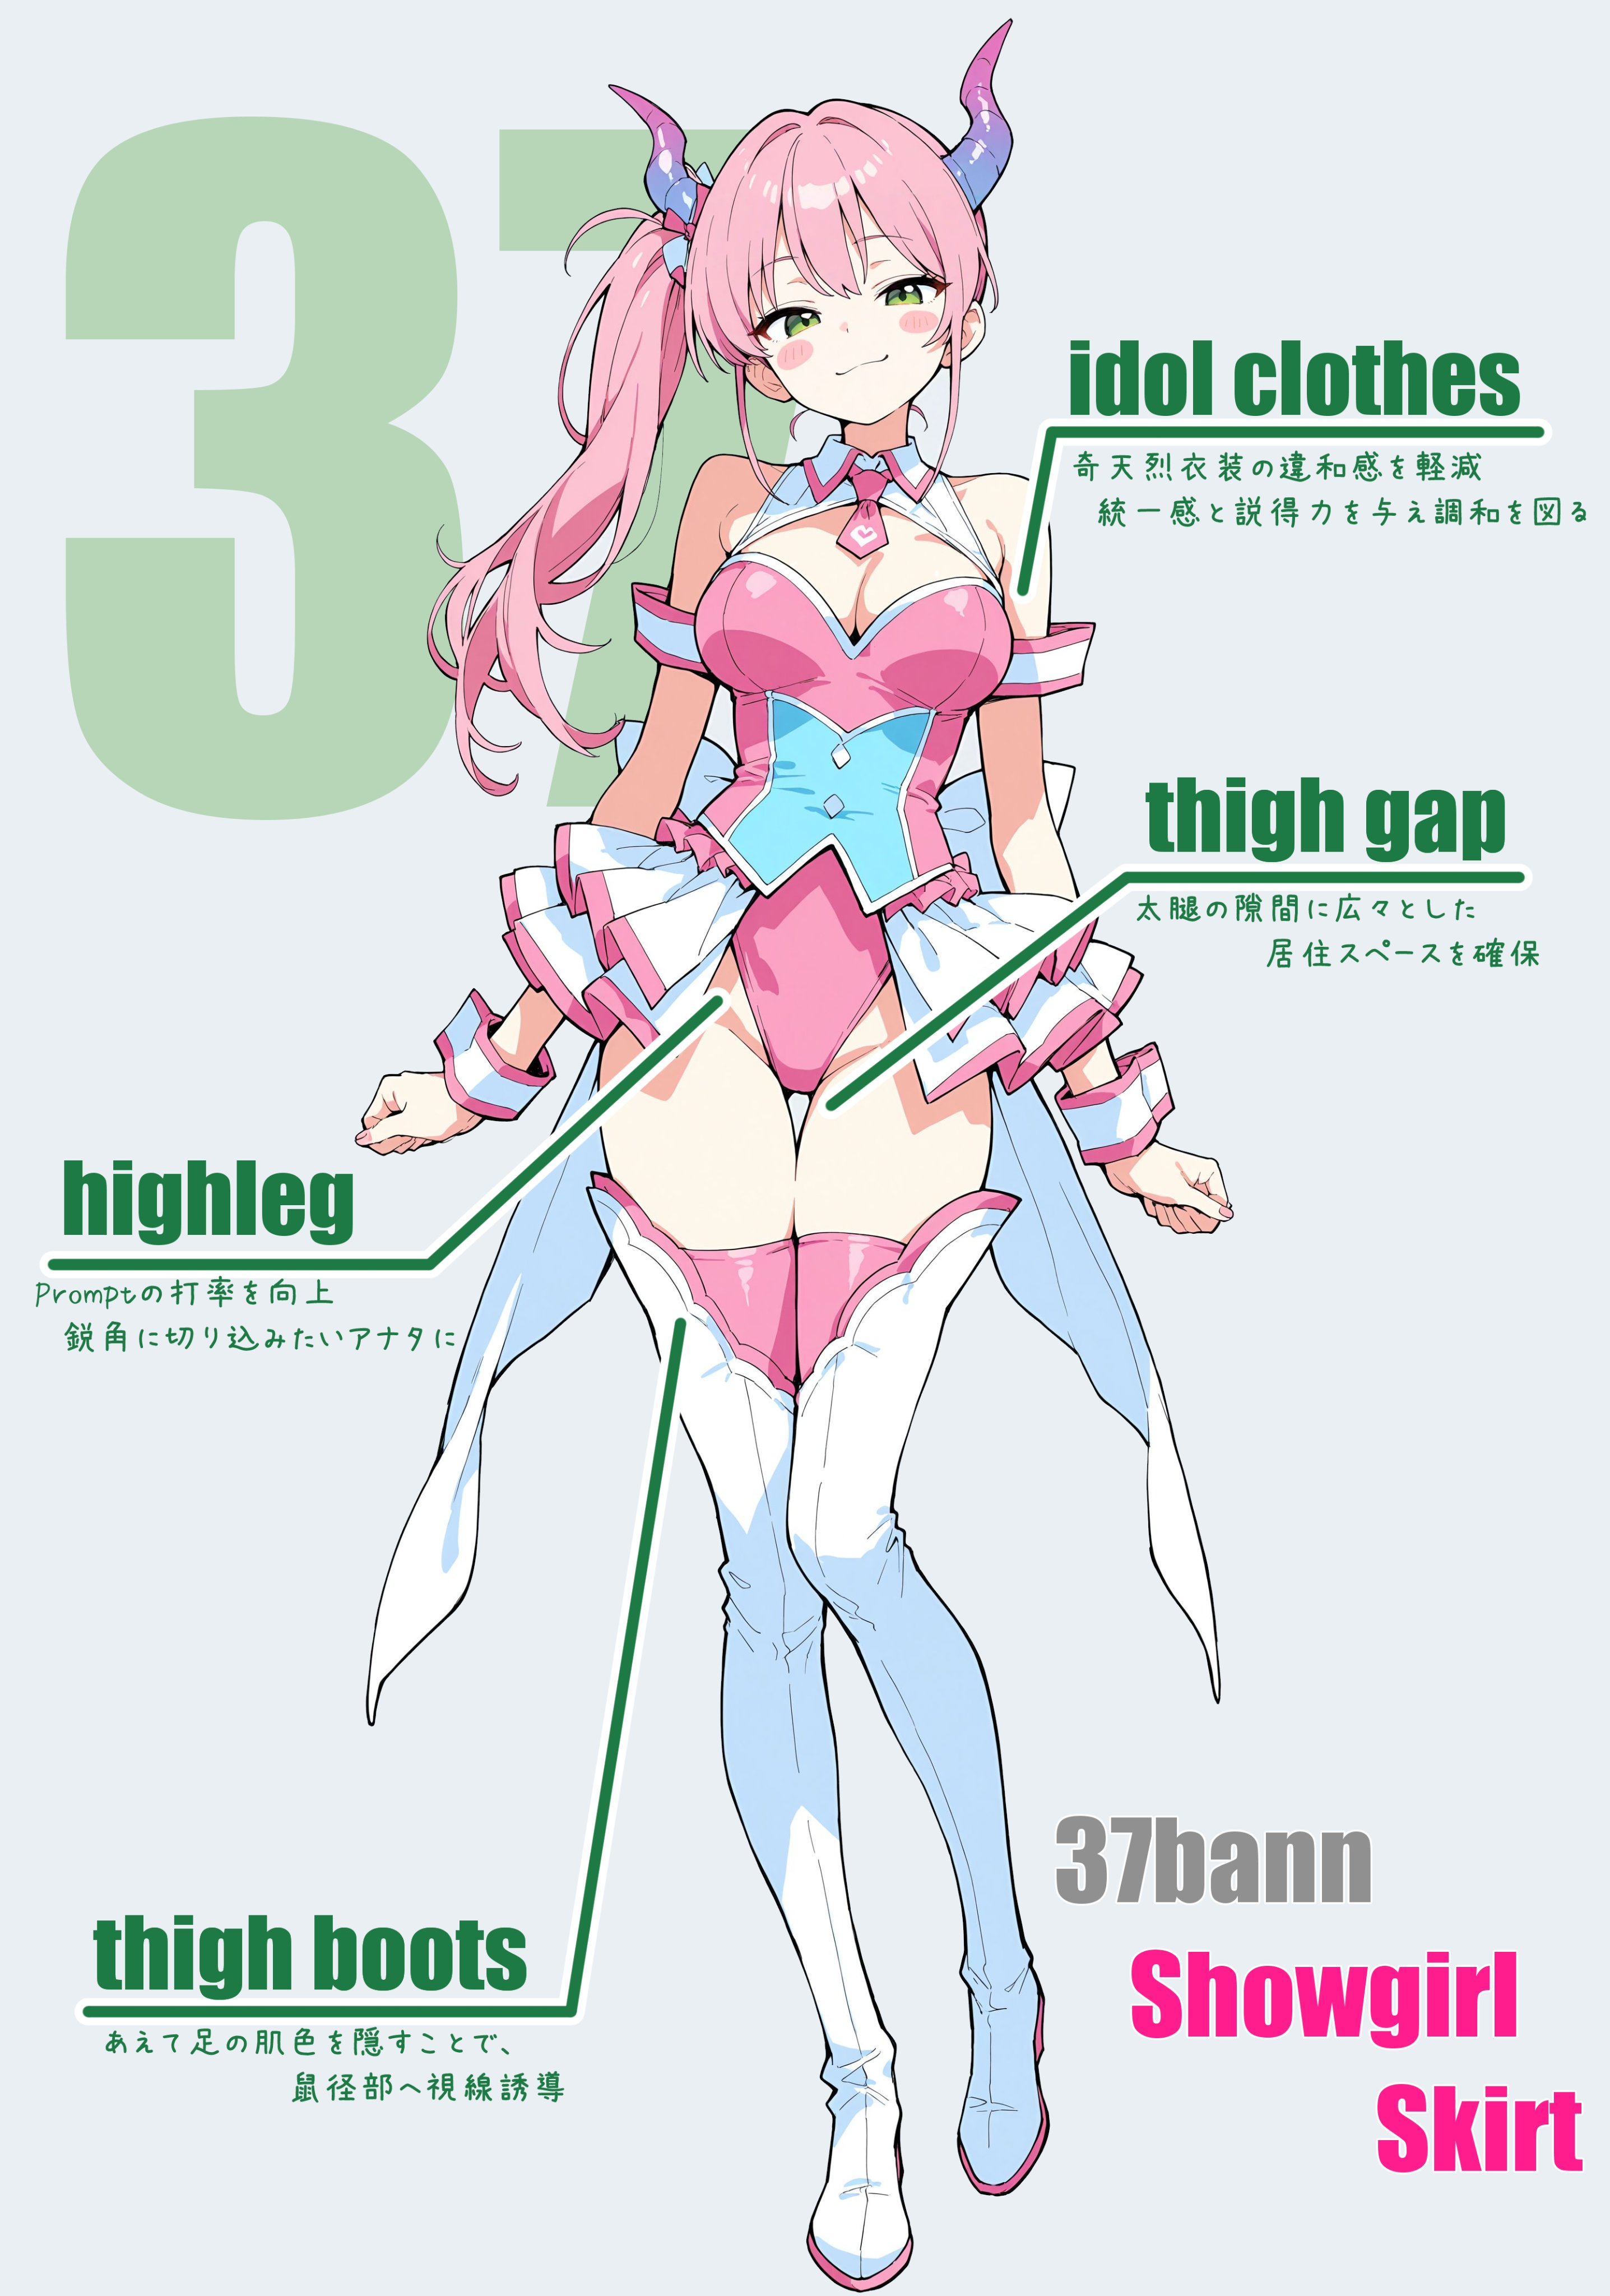 37
idol clothes
奇天烈衣装の違和感を軽減
統一感と説得力を与え調和を図る
thigh gap
太腿の隙間に広々とした
居住スペースを確保
highleg
Promptの打率を向上
鋭角に切り込みたいアナタに
thigh boots
あえて足の肌色を隠すことで、
鼠径部へ視線誘導
37bann
Showgirl
Skirt